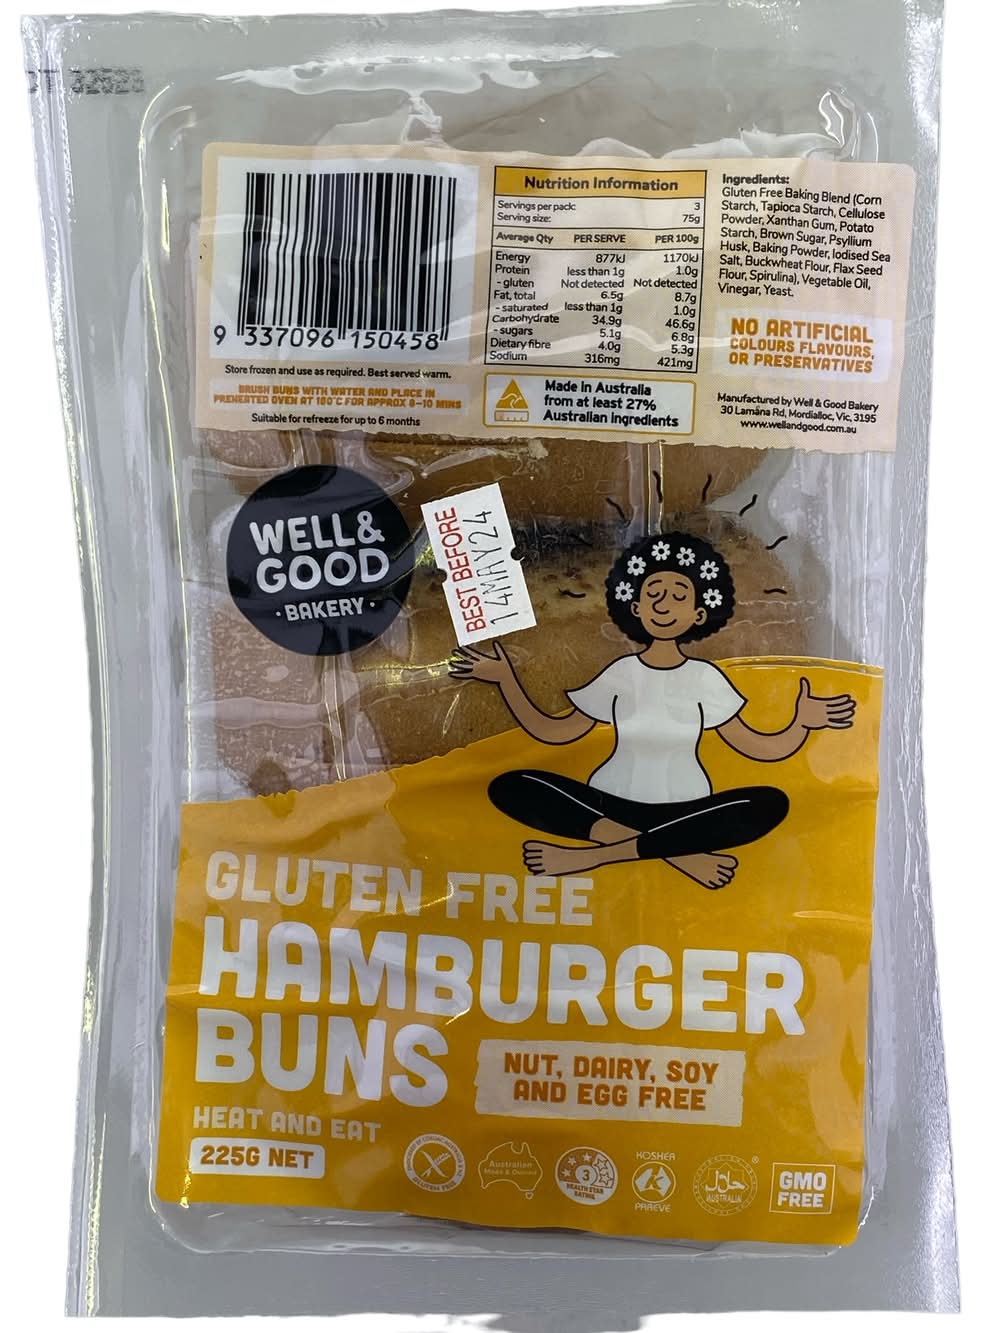 Nutrition Information
Servings per pack: 3
Serving size: 75g
Average Qty PER SERVE PER 100g
Energy 877kJ 1170kJ
Protein less than 1g 1.0g
- gluten Not detected Not detected
Fat, total 6.5g 8.7g
- saturated less than 1g 1.0g
Carbohydrate 34.9g 46.6g
- sugars 5.1g 6.8g
Dietary fibre 4.0g 5.3g
Sodium 316mg 421mg
Ingredients:
Gluten Free Baking Blend (Corn
Starch, Tapioca Starch, Cellulose
Powder, Xanthan Gum, Potato
Starch, Brown Sugar, Psyllium
Husk, Baking Powder, Iodised Sea
Salt, Buckwheat Flour, Flax Seed
Flour, Spirulina), Vegetable Oil,
Vinegar, Yeast.
9 337096 150458
Store frozen and use as required. Best served warm.
BRUSH BUNS WITH WATER AND PLACE IN
PREHEATED OVEN AT 180°C FOR APPROX 8-10 MINS
Suitable for refreeze for up to 6 months
Made in Australia
from at least 27%
Australian ingredients
NO ARTIFICIAL
COLOURS FLAVOURS,
OR PRESERVATIVES
Manufactured by Well & Good Bakery
30 Lamana Rd, Mordialloc, Vic, 3195
www.wellandgood.com.au
WELL &
GOOD
• BAKERY •
BEST BEFORE
14MAY24
GLUTEN FREE
HAMBURGER
BUNS
NUT, DAIRY, SOY
AND EGG FREE
HEAT AND EAT
225G NET
GLUTEN FREE
Australian
Made & Owned
3
HEALTH STAR
RATING
KOSHER
K
PAREVE
حلال
AUSTRALIA
®
GMO
FREE